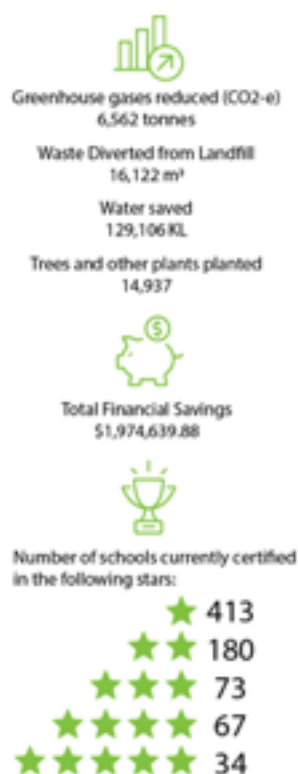 Greenhouse gases reduced (CO2-e)
6,562 tonnes
Waste Diverted from Landfill
16,122 m³
Water saved
129,106 KL
Trees and other plants planted
14,937
$
Total Financial Savings
$1,974,639.88
Number of schools currently certified
in the following stars:
413
180
73
67
34